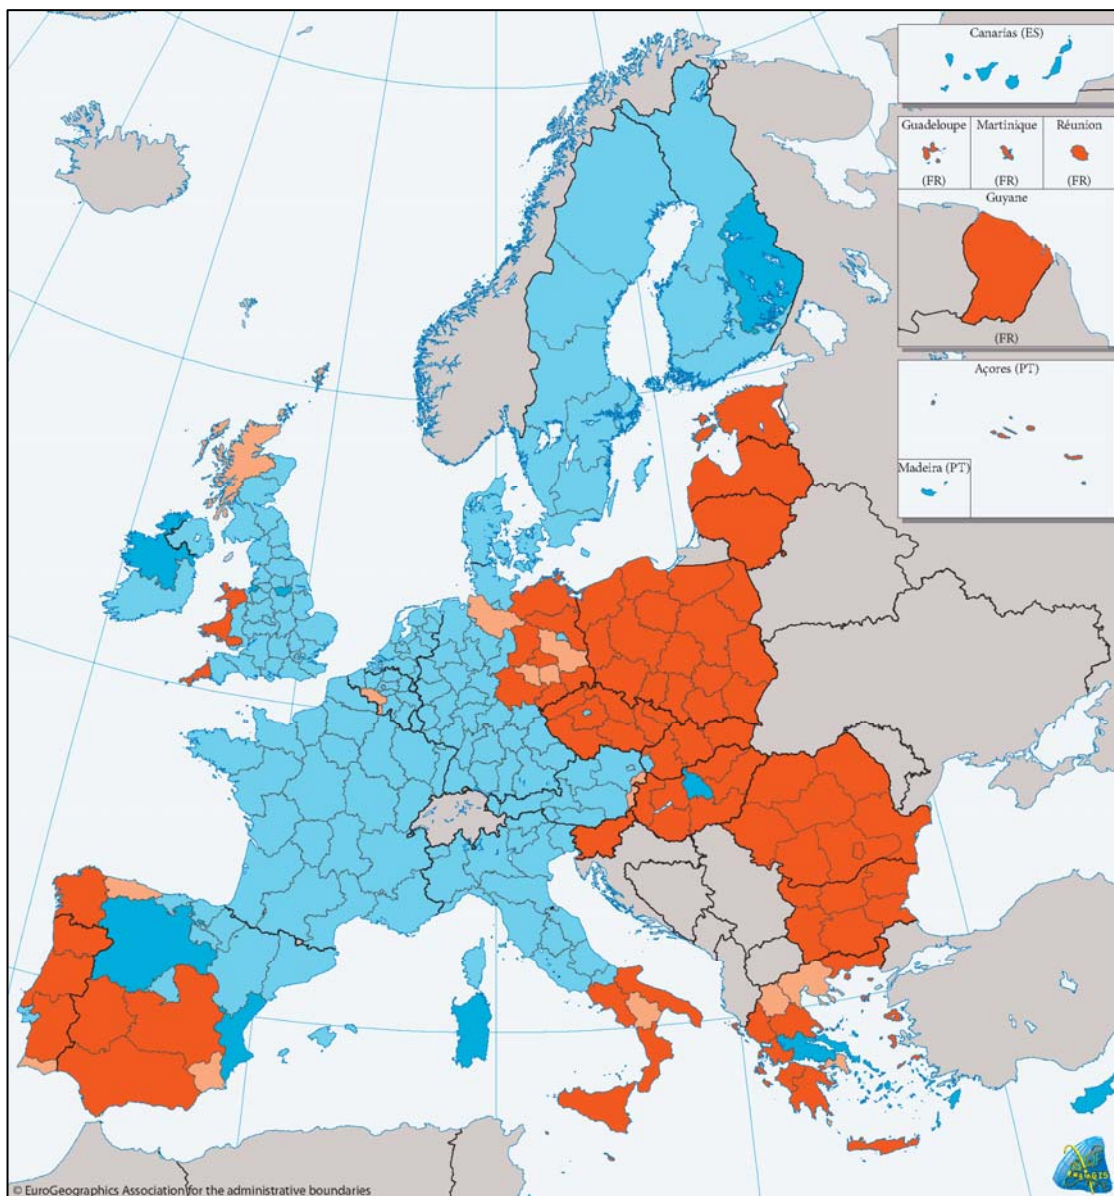 Canarias (ES)
Guadeloupe
Martinique
Réunion
(FR)
(FR)
(FR)
Guyane
(FR)
Açores (PT)
Madeira (PT)
© EuroGeographics Association for the administrative boundaries